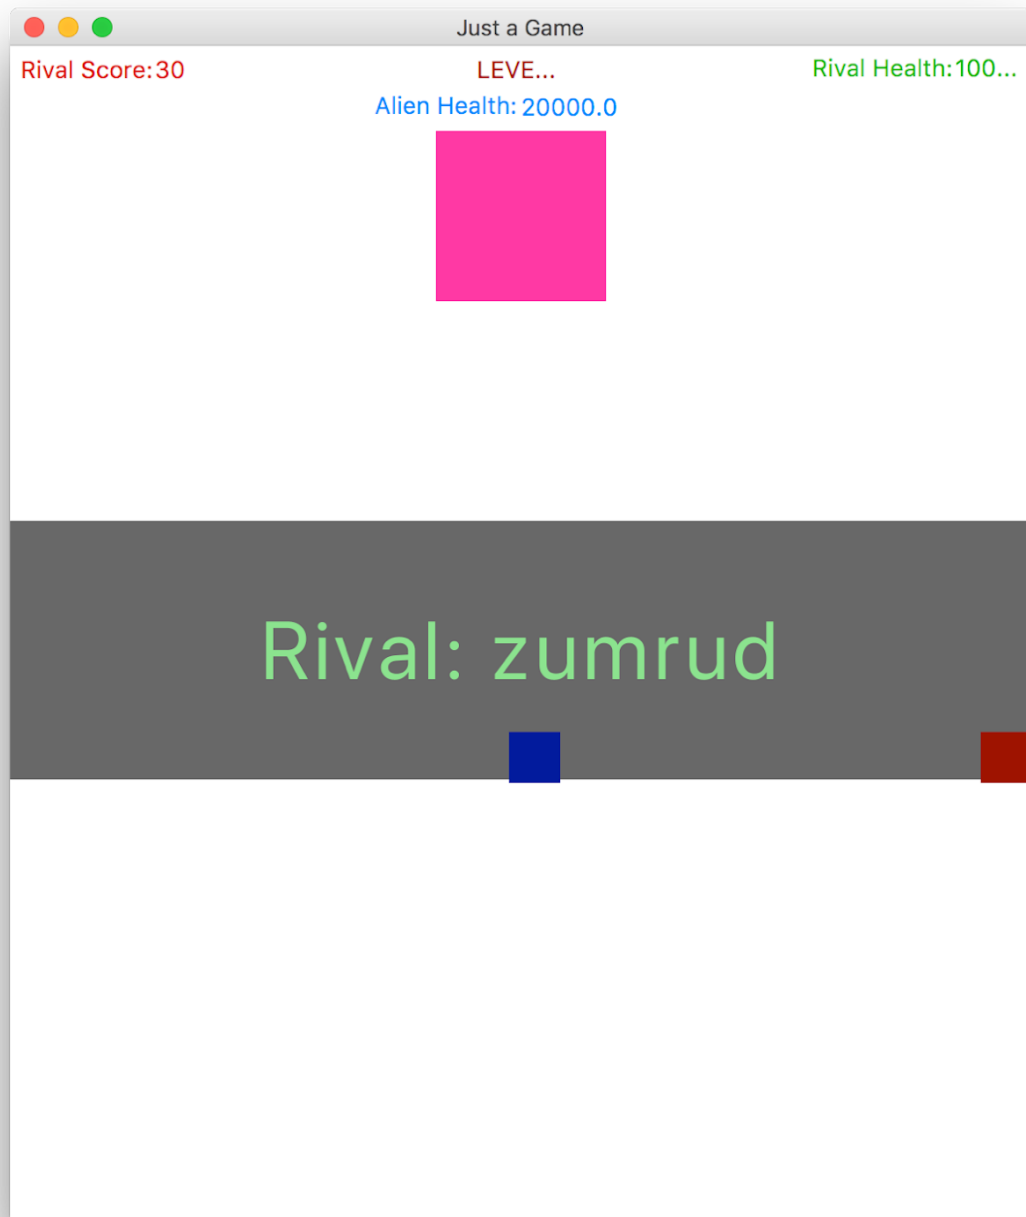 Just a Game
Rival Score:30 LEVE... Rival Health:100...
Alien Health: 20000.0
Rival: zumrud